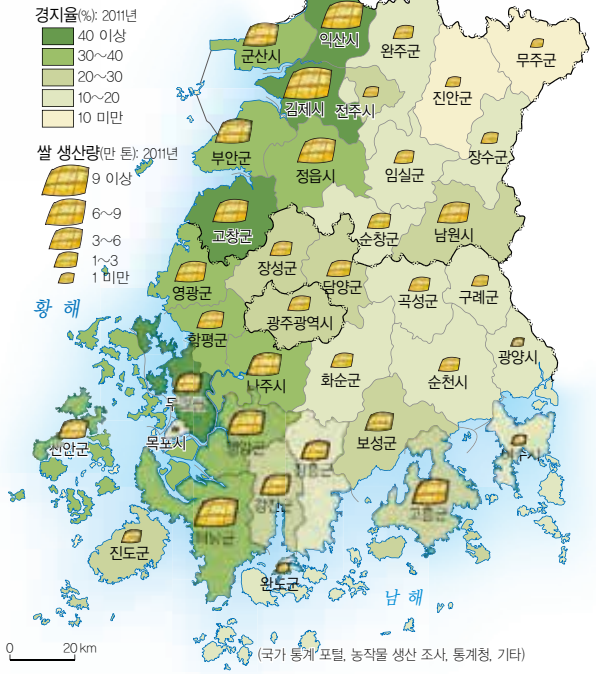 경지율(%): 2011년
40 이상
30~40
20~30
10~20
10 미만
쌀 생산량(만 톤): 2011년
9 이상
6~9
3~6
1~3
1 미만
황 해
군산시
익산시
완주군
무주군
김제시
전주시
진안군
부안군
정읍시
임실군
장수군
고창군
순창군
남원시
장성군
담양군
영광군
곡성군
구례군
함평군
광주광역시
나주시
화순군
순천시
광양시
목포시
신안군
보성군
고흥군
진도군
완도군
남 해
0 20 km
(국가 통계 포털, 농작물 생산 조사, 통계청, 기타)